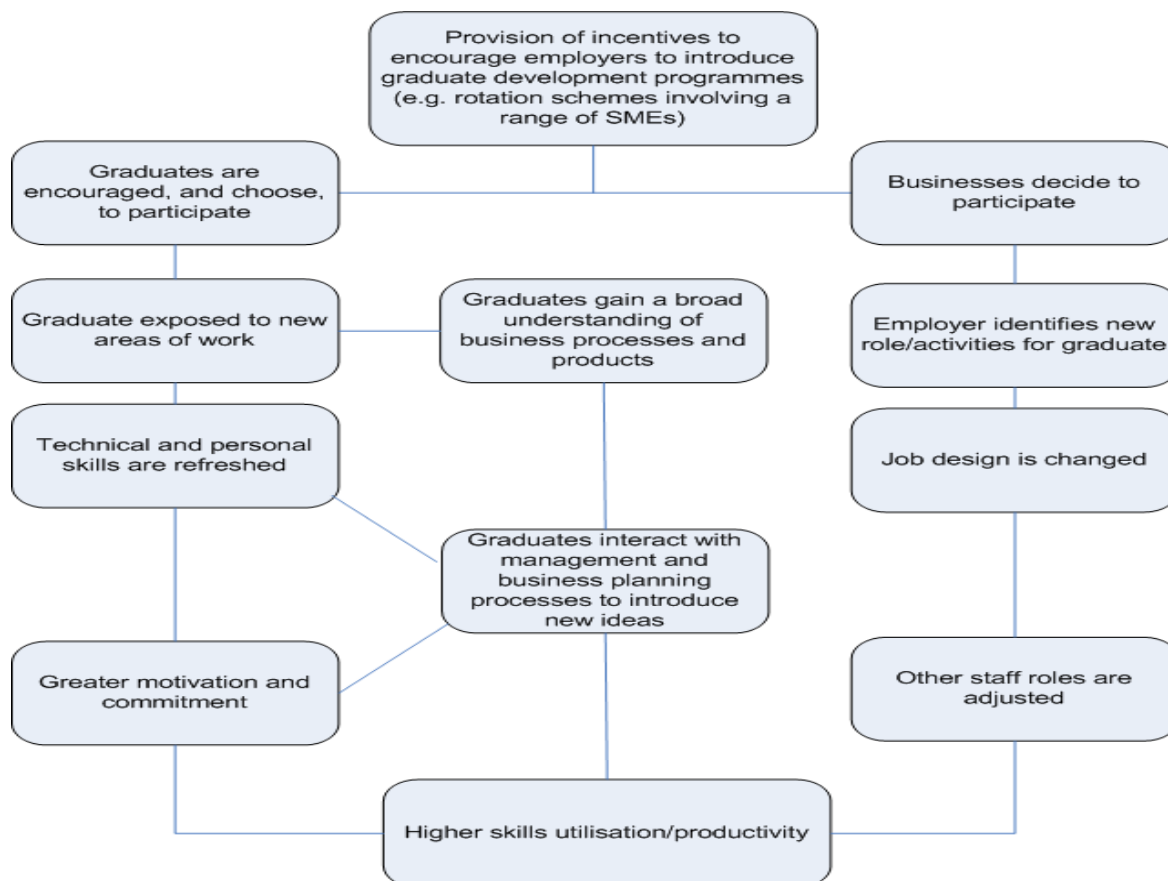 Provision of incentives to
encourage employers to introduce
graduate development programmes
(e.g. rotation schemes involving a
range of SMEs)
Graduates are
encouraged, and choose,
to participate
Businesses decide to
participate
Graduate exposed to new
areas of work
Graduates gain a broad
understanding of
business processes and
products
Employer identifies new
role/activities for graduate
Technical and personal
skills are refreshed
Job design is changed
Graduates interact with
management and
business planning
processes to introduce
new ideas
Greater motivation and
commitment
Other staff roles are
adjusted
Higher skills utilisation/productivity